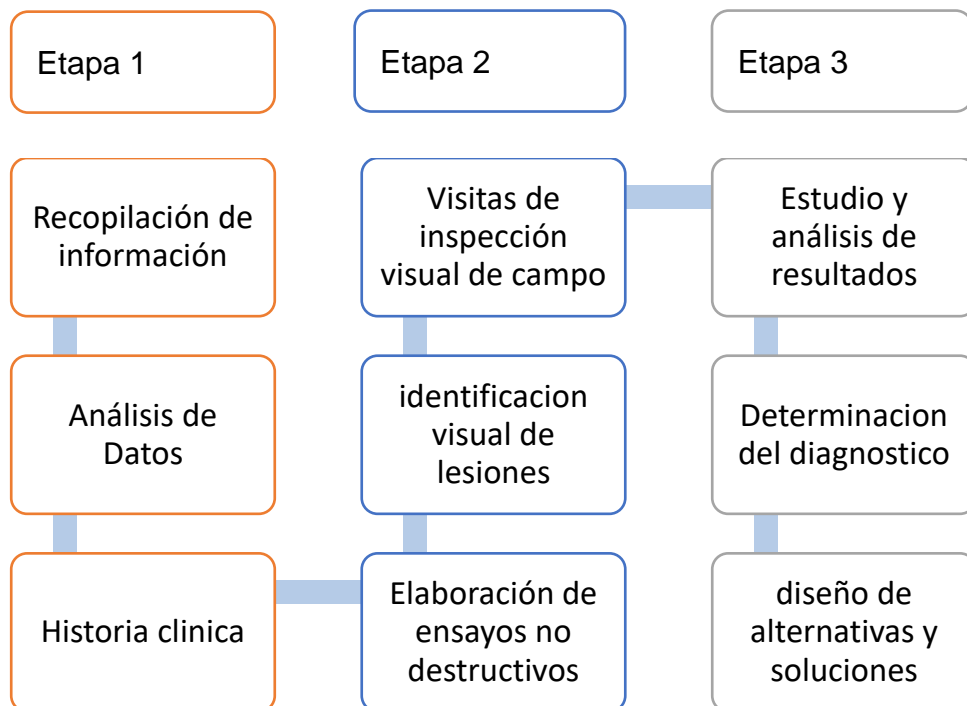 Etapa 1
Etapa 2
Etapa 3
Recopilación de
información
Análisis de
Datos
Historia clinica
Visitas de
inspección
visual de campo
identificacion
visual de
lesiones
Elaboración de
ensayos no
destructivos
Estudio y
análisis de
resultados
Determinacion
del diagnostico
diseño de
alternativas y
soluciones